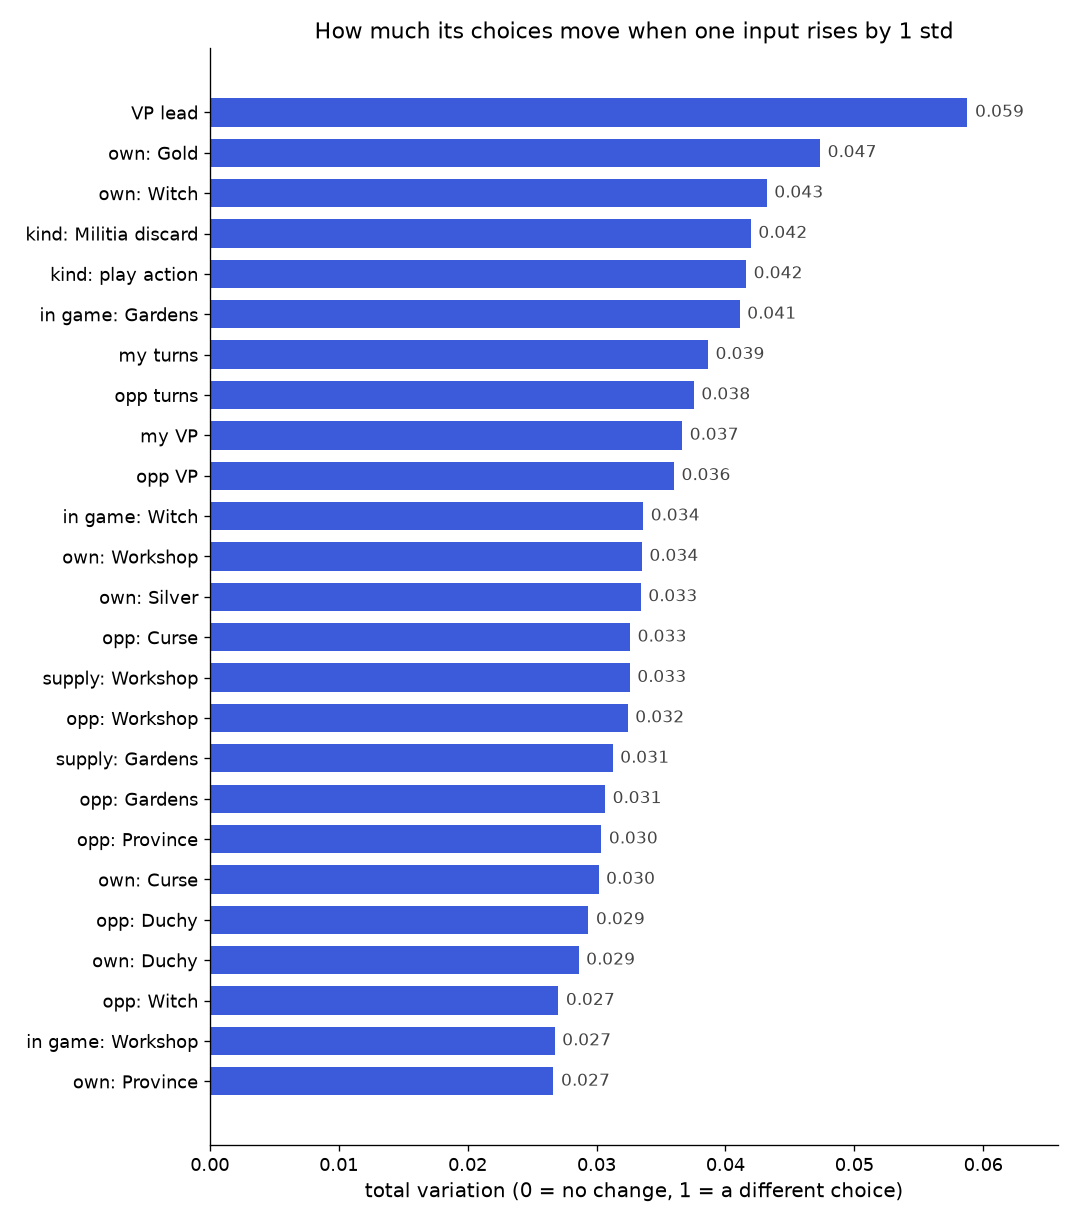 How much its choices move when one input rises by 1 std
VP lead 0.059
own: Gold 0.047
own: Witch 0.043
kind: Militia discard 0.042
kind: play action 0.042
in game: Gardens 0.041
my turns 0.039
opp turns 0.038
my VP 0.037
opp VP 0.036
in game: Witch 0.034
own: Workshop 0.034
own: Silver 0.033
opp: Curse 0.033
supply: Workshop 0.033
opp: Workshop 0.032
supply: Gardens 0.031
opp: Gardens 0.031
opp: Province 0.030
own: Curse 0.030
opp: Duchy 0.029
own: Duchy 0.029
opp: Witch 0.027
in game: Workshop 0.027
own: Province 0.027
0.00 0.01 0.02 0.03 0.04 0.05 0.06
total variation (0 = no change, 1 = a different choice)